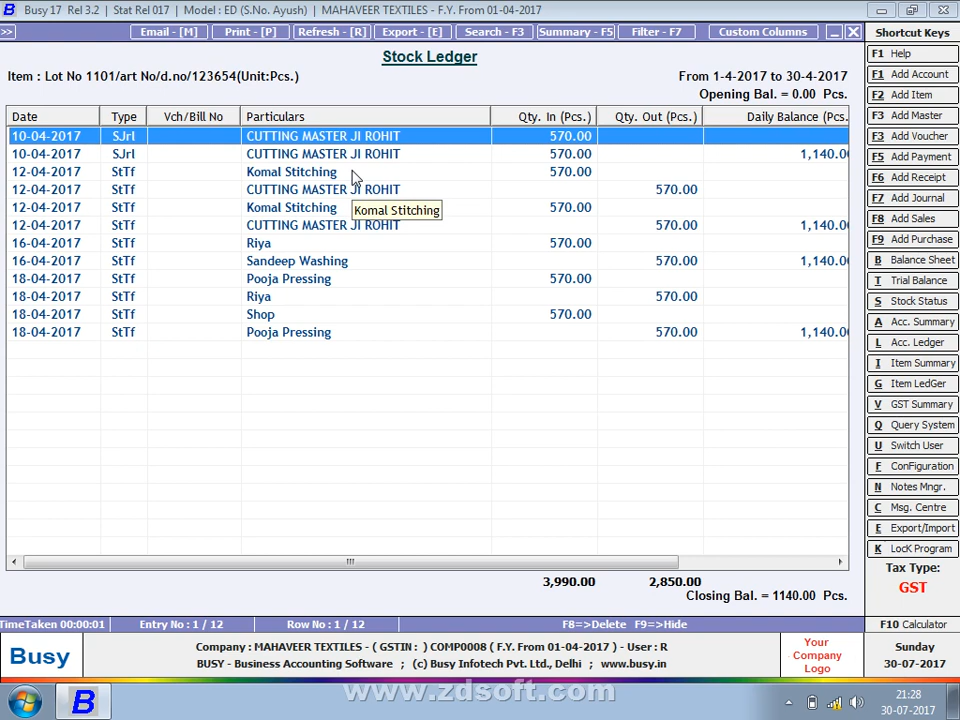 Busy 17 Rel 3.2 | Stat Rel 017 | Model : ED (S.No. Ayush) | MAHAVEER TEXTILES - F.Y. From 01-04-2017
>> Email - [M] Print - [P] Refresh - [R] Export - [E] Search - F3 Summary - F5 Filter - F7 Custom Columns
Stock Ledger
Item : Lot No 1101/art No/d.no/123654(Unit:Pcs.) From 1-4-2017 to 30-4-2017
Opening Bal. = 0.00 Pcs.
Date Type Vch/Bill No Particulars Qty. In (Pcs.) Qty. Out (Pcs.) Daily Balance (Pcs.
10-04-2017 SJrl CUTTING MASTER JI ROHIT 570.00
10-04-2017 SJrl CUTTING MASTER JI ROHIT 570.00 1,140.0
12-04-2017 StTf Komal Stitching 570.00
12-04-2017 StTf CUTTING MASTER JI ROHIT 570.00
12-04-2017 StTf Komal Stitching 570.00
Komal Stitching
12-04-2017 StTf CUTTING MASTER JI ROHIT 570.00 1,140.0
16-04-2017 StTf Riya 570.00
16-04-2017 StTf Sandeep Washing 570.00 1,140.0
18-04-2017 StTf Pooja Pressing 570.00
18-04-2017 StTf Riya 570.00
18-04-2017 StTf Shop 570.00
18-04-2017 StTf Pooja Pressing 570.00 1,140.0
3,990.00 2,850.00
Closing Bal. = 1140.00 Pcs.
TimeTaken 00:00:01 Entry No : 1 / 12 Row No : 1 / 12 F8=>Delete F9=>Hide
Shortcut Keys
F1 Help
F1 Add Account
F2 Add Item
F3 Add Master
F3 Add Voucher
F5 Add Payment
F6 Add Receipt
F7 Add Journal
F8 Add Sales
F9 Add Purchase
B Balance Sheet
T Trial Balance
S Stock Status
A Acc. Summary
L Acc. Ledger
I Item Summary
G Item LedGer
V GST Summary
Q Query System
U Switch User
F ConFiguration
N Notes Mngr.
C Msg. Centre
E Export/Import
K LocK Program
Tax Type:
GST
F10 Calculator
Busy
Company : MAHAVEER TEXTILES - ( GSTIN : ) COMP0008 ( F.Y. From 01-04-2017 ) - User : R
BUSY - Business Accounting Software ; (c) Busy Infotech Pvt. Ltd., Delhi ; www.busy.in
Your
Company
Logo
Sunday
30-07-2017
www.zdsoft.com
21:28
30-07-2017